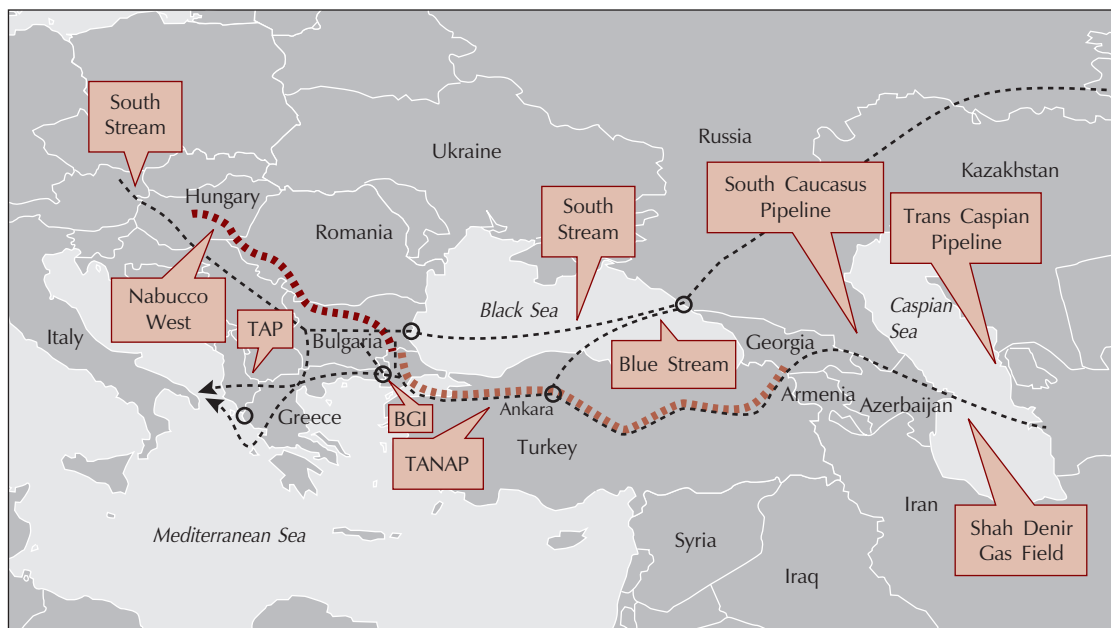 South
Stream
Ukraine
Russia
Kazakhstan
South Caucasus
Pipeline
Trans Caspian
Pipeline
Hungary
South
Stream
Romania
Nabucco
West
Black Sea
Caspian
Sea
Italy
TAP
Bulgaria
Georgia
Blue Stream
Armenia
Azerbaijan
Ankara
Greece
BGI
TANAP
Turkey
Iran
Mediterranean Sea
Syria
Shah Denir
Gas Field
Iraq